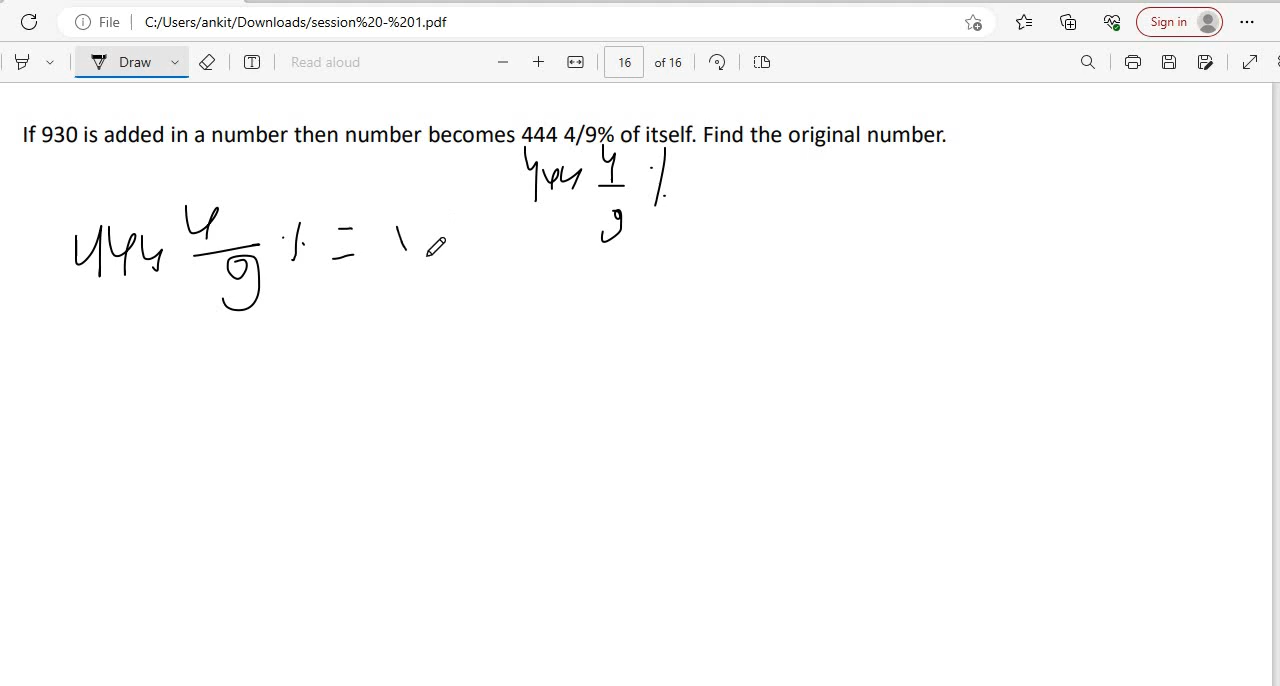 File C:/Users/ankit/Downloads/session%20-%201.pdf Sign in
Draw Read aloud 16 of 16
If 930 is added in a number then number becomes 444 4/9% of itself. Find the original number.
444 4/9 %
444 4/9 % =